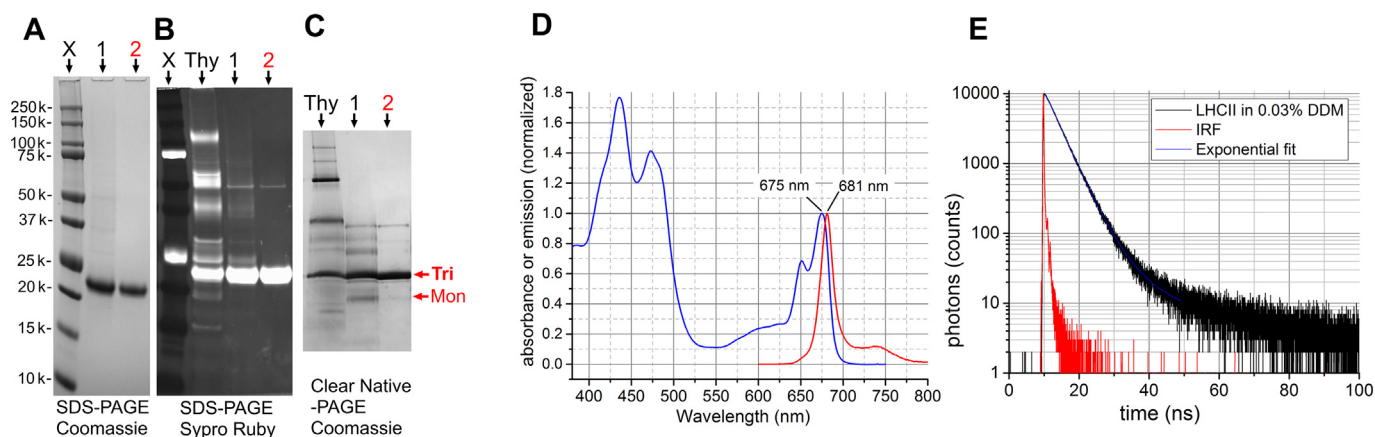 A
X 1 2
250k-
150k-
100k-
75k-
50k-
37k-
25k-
20k-
15k-
10k-
SDS-PAGE
Coomassie
B
X Thy 1 2
SDS-PAGE
Sypro Ruby
C
Thy 1 2
Tri
Mon
Clear Native
-PAGE
Coomassie
D
absorbance or emission (normalized)
1.8
1.6
1.4
1.2
1.0
0.8
0.6
0.4
0.2
0.0
675 nm 681 nm
400 450 500 550 600 650 700 750 800
Wavelength (nm)
E
photons (counts)
10000
1000
100
10
1
LHCII in 0.03% DDM
IRF
Exponential fit
0 20 40 60 80 100
time (ns)